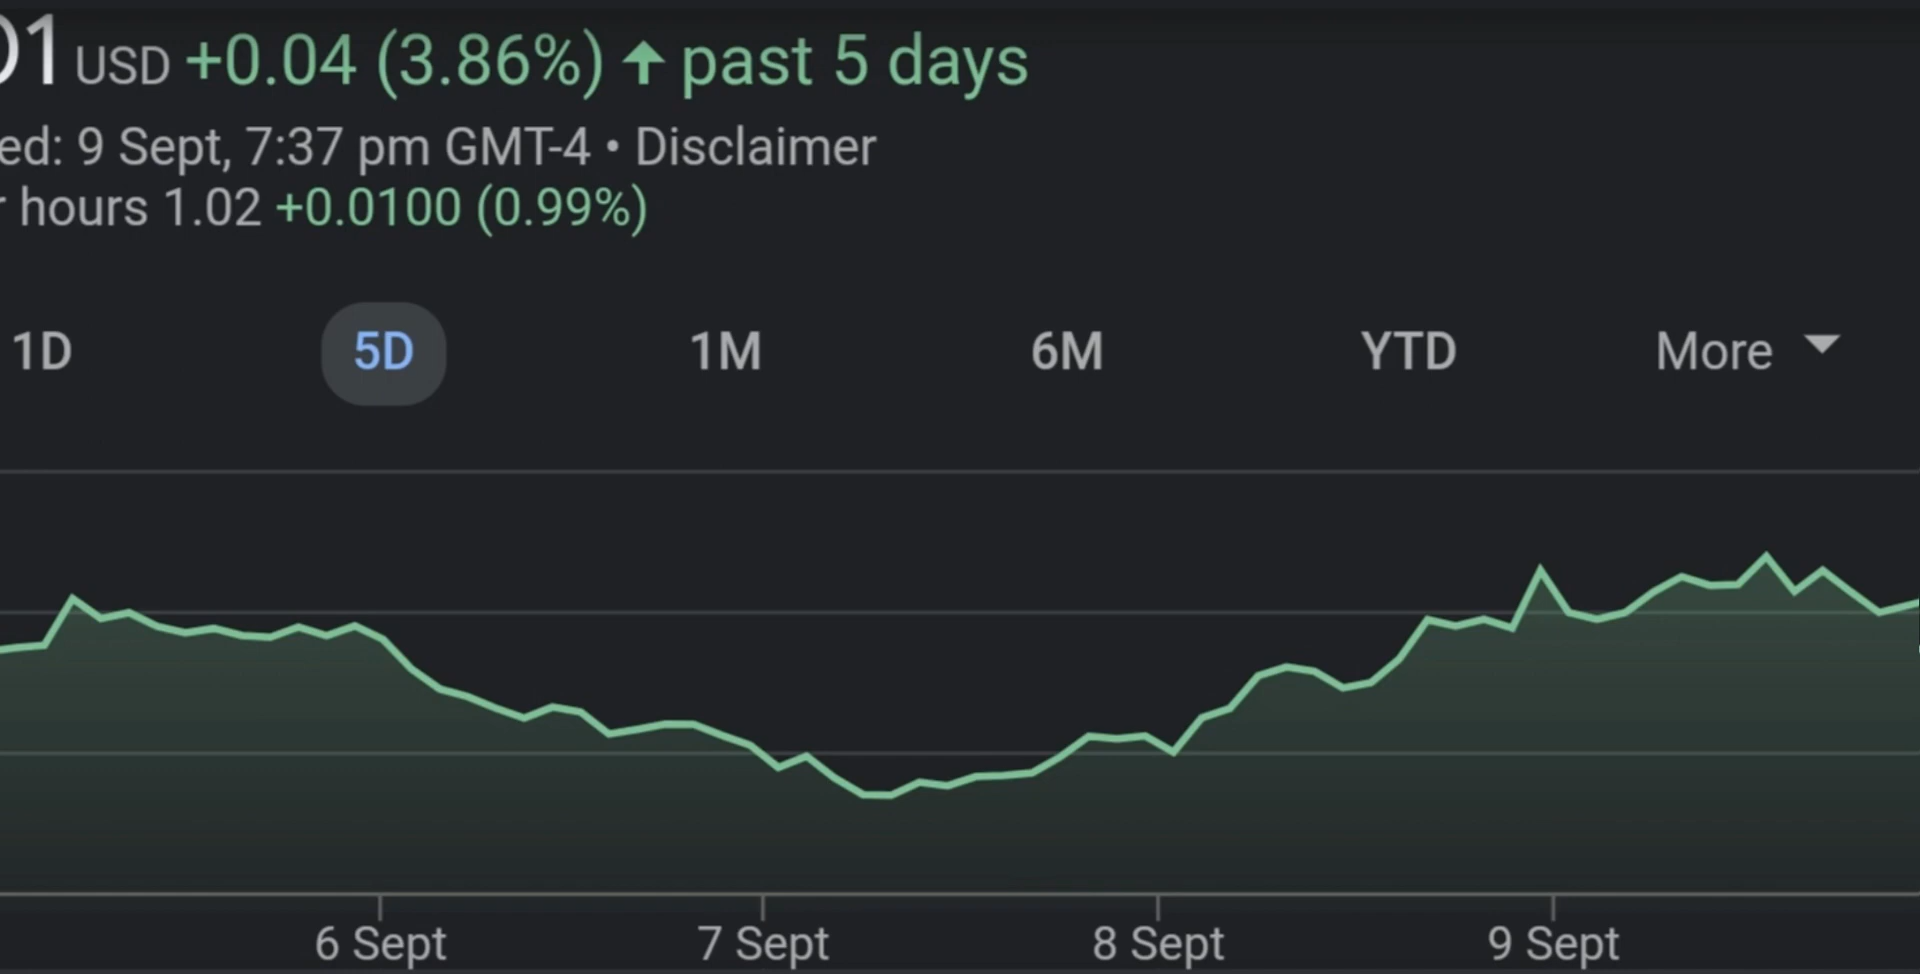 01 USD +0.04 (3.86%) ↑ past 5 days
ed: 9 Sept, 7:37 pm GMT-4 • Disclaimer
r hours 1.02 +0.0100 (0.99%)
1D 5D 1M 6M YTD More
6 Sept 7 Sept 8 Sept 9 Sept